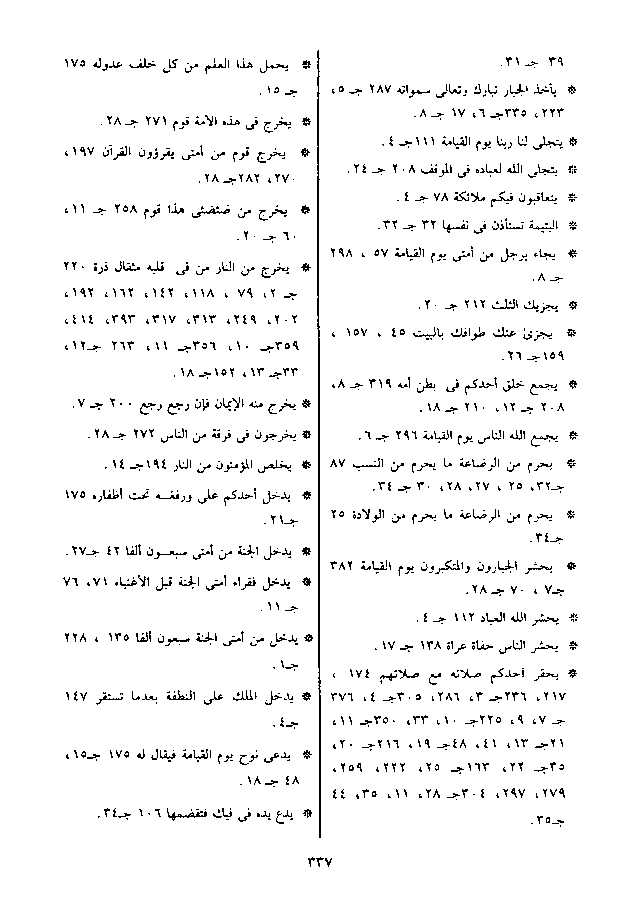 ٣٩ جـ ٣١.
* يأخذ الجبار تبارك وتعالى سمواته ٢٨٧ جـ ٥،
٢٢٣، ٣٣٥جـ ٦، ١٧ جـ ٨.
* يتجلى لنا ربنا يوم القيامة ١١١جـ ٤.
* يتجلى الله لعباده فى الموقف ٢٠٨ جـ ٢٤.
* يتعاقبون فيكم ملائكة ٧٨ جـ ٤.
* اليتيمة تستأذن فى نفسها ٣٢ جـ ٣٢.
* يجاء برجل من أمتى يوم القيامة ٥٧ ، ٢٩٨
جـ ٨.
* يجزيك الثلث ٢١٢ جـ ٢٠.
* يجزئ عنك طوافك بالبيت ٤٥ ، ١٥٧ ،
١٥٩جـ ٢٦.
* يجمع خلق أحدكم فى بطن أمه ٣١٩ جـ ٨،
٢٠٨ جـ ١٢، ٢١٠ جـ ١٨.
* يجمع الله الناس يوم القيامة ٢٩٦ جـ ٦.
* يحرم من الرضاعة ما يحرم من النسب ٨٧
جـ٣٢، ٢٥ ، ٢٧، ٢٨، ٣٠ جـ ٣٤.
* يحرم من الرضاعة ما يحرم من الولادة ٢٥
جـ٣٤.
* يحشر الجبارون والمتكبرون يوم القيامة ٣٨٢
جـ٧ ، ٧٠ جـ ٢٨.
* يحشر الله العباد ١١٢ جـ ٤.
* يحشر الناس حفاة عراة ١٣٨ جـ ١٧.
* يحقر أحدكم صلاته مع صلاتهم ١٧٤ ،
٢١٧، ٢٣٦جـ ٣، ٢٨٦، ٣٠٥جـ ٤، ٣٧٦
جـ ٧، ٩، ٢٢٥جـ ١٠، ٣٣، ٣٥٠جـ ١١،
٢١جـ ١٣، ٤١، ٤٨جـ ١٩، ٢١٦جـ ٢٠،
٣٥جـ ٢٢، ١٦٣جـ ٢٥، ٢٢٢، ٢٥٩،
٢٧٩، ٢٩٧، ٣٠٤جـ ٢٨، ١١، ٣٥، ٤٤
جـ٣٥.
* يحمل هذا العلم من كل خلف عدوله ١٧٥
جـ ١٥.
* يخرج فى هذه الأمة قوم ٢٧١ جـ ٢٨.
* يخرج قوم من أمتى يقرؤون القرآن ١٩٧،
٢٧٠، ٢٨٢جـ ٢٨.
* يخرج من ضئضئى هذا قوم ٢٥٨ جـ ١١،
٦٠ جـ ٢٠.
* يخرج من النار من فى قلبه مثقال ذرة ٢٢٠
جـ ٢، ٧٩ ، ١١٨، ١٤٢، ١٦٢، ١٩٢،
٢٠٢، ٢٤٩، ٣١٣، ٣١٧، ٣٩٣، ٤١٤،
٣٥٩جـ ١٠، ٣٥٦جـ ١١، ٢٦٣ جـ١٢،
٣٣جـ ١٣، ١٥٢جـ ١٨.
* يخرج منه الإيمان فإن رجع رجع ٢٠٠ جـ ٧.
* يخرجون فى فرقة من الناس ٢٧٢ جـ ٢٨.
* يخلص المؤمنون من النار ١٩٤جـ ١٤.
* يدخل أحدكم على ورفغـه تحت أظفاره ١٧٥
جـ٢١.
* يدخل الجنة من أمتى سبعـون ألفا ٤٢ جـ٢٧.
* يدخل فقراء أمتى الجنة قبل الأغنياء ٧١، ٧٦
جـ ١١.
* يدخل من أمتى الجنة سبعون ألفا ١٣٥ ، ٢٢٨
جـ١.
* يدخل الملك على النطفة بعدما تستقر ١٤٧
جـ٤.
* يدعى نوح يوم القيامة فيقال له ١٧٥ جـ١٥،
٤٨ جـ ١٨.
* يدع يده فى فيك فتقضمها ١٠٦ جـ٣٤.
٣٣٧